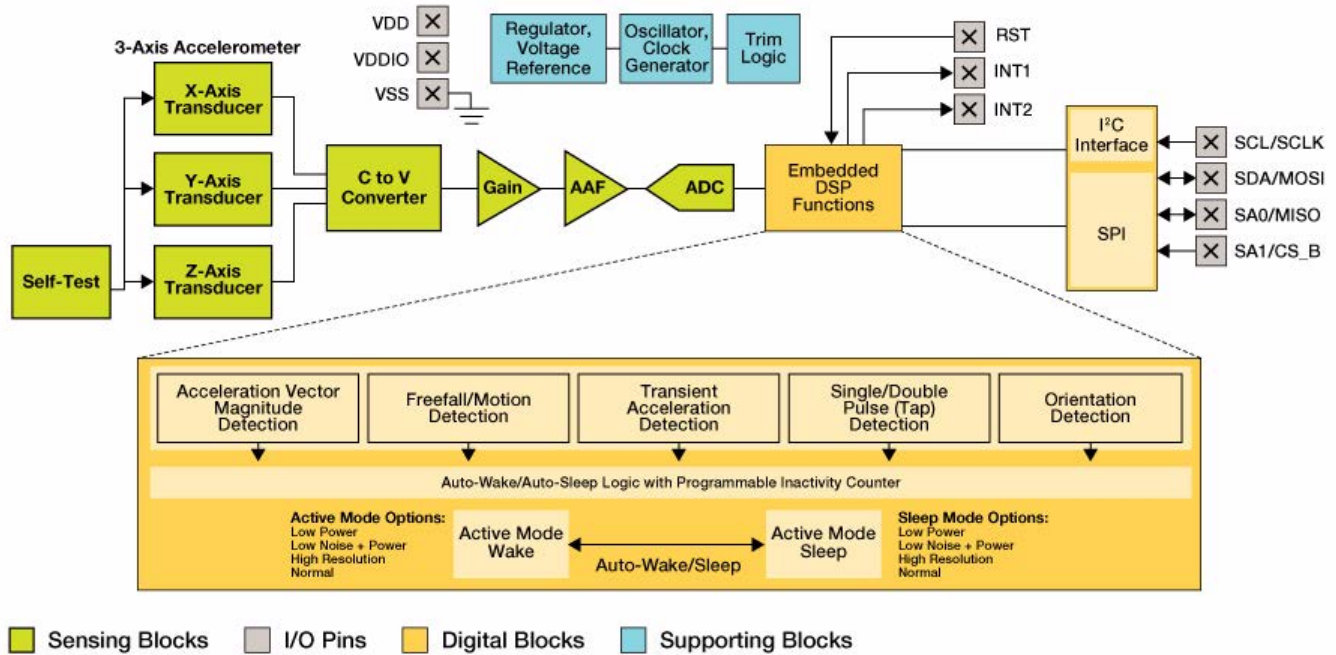 3-Axis Accelerometer
X-Axis
Transducer
Y-Axis
Transducer
Z-Axis
Transducer
Self-Test
VDD
VDDIO
VSS
C to V
Converter
Gain
AAF
ADC
Regulator,
Voltage
Reference
Oscillator,
Clock
Generator
Trim
Logic
RST
INT1
INT2
Embedded
DSP
Functions
I²C
Interface
SPI
SCL/SCLK
SDA/MOSI
SA0/MISO
SA1/CS_B
Acceleration Vector
Magnitude
Detection
Freefall/Motion
Detection
Transient
Acceleration
Detection
Single/Double
Pulse (Tap)
Detection
Orientation
Detection
Auto-Wake/Auto-Sleep Logic with Programmable Inactivity Counter
Active Mode Options:
Low Power
Low Noise + Power
High Resolution
Normal
Active Mode
Wake
Auto-Wake/Sleep
Active Mode
Sleep
Sleep Mode Options:
Low Power
Low Noise + Power
High Resolution
Normal
Sensing Blocks
I/O Pins
Digital Blocks
Supporting Blocks